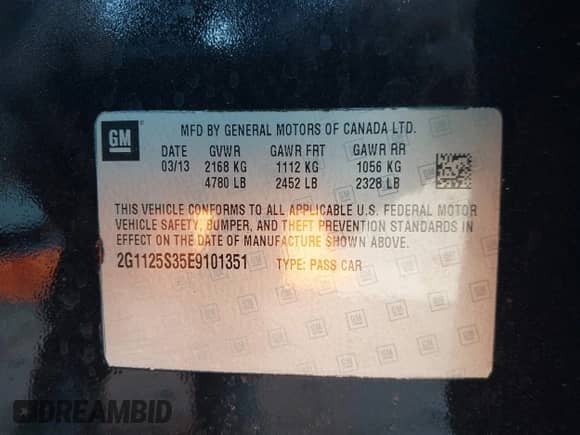 GM
MFD BY GENERAL MOTORS OF CANADA LTD.
DATE GVWR GAWR FRT GAWR RR
03/13 2168 KG 1112 KG 1056 KG
4780 LB 2452 LB 2328 LB
THIS VEHICLE CONFORMS TO ALL APPLICABLE U.S. FEDERAL MOTOR
VEHICLE SAFETY, BUMPER, AND THEFT PREVENTION STANDARDS IN
EFFECT ON THE DATE OF MANUFACTURE SHOWN ABOVE.
2G1125S35E9101351 TYPE: PASS CAR
DREAMBID